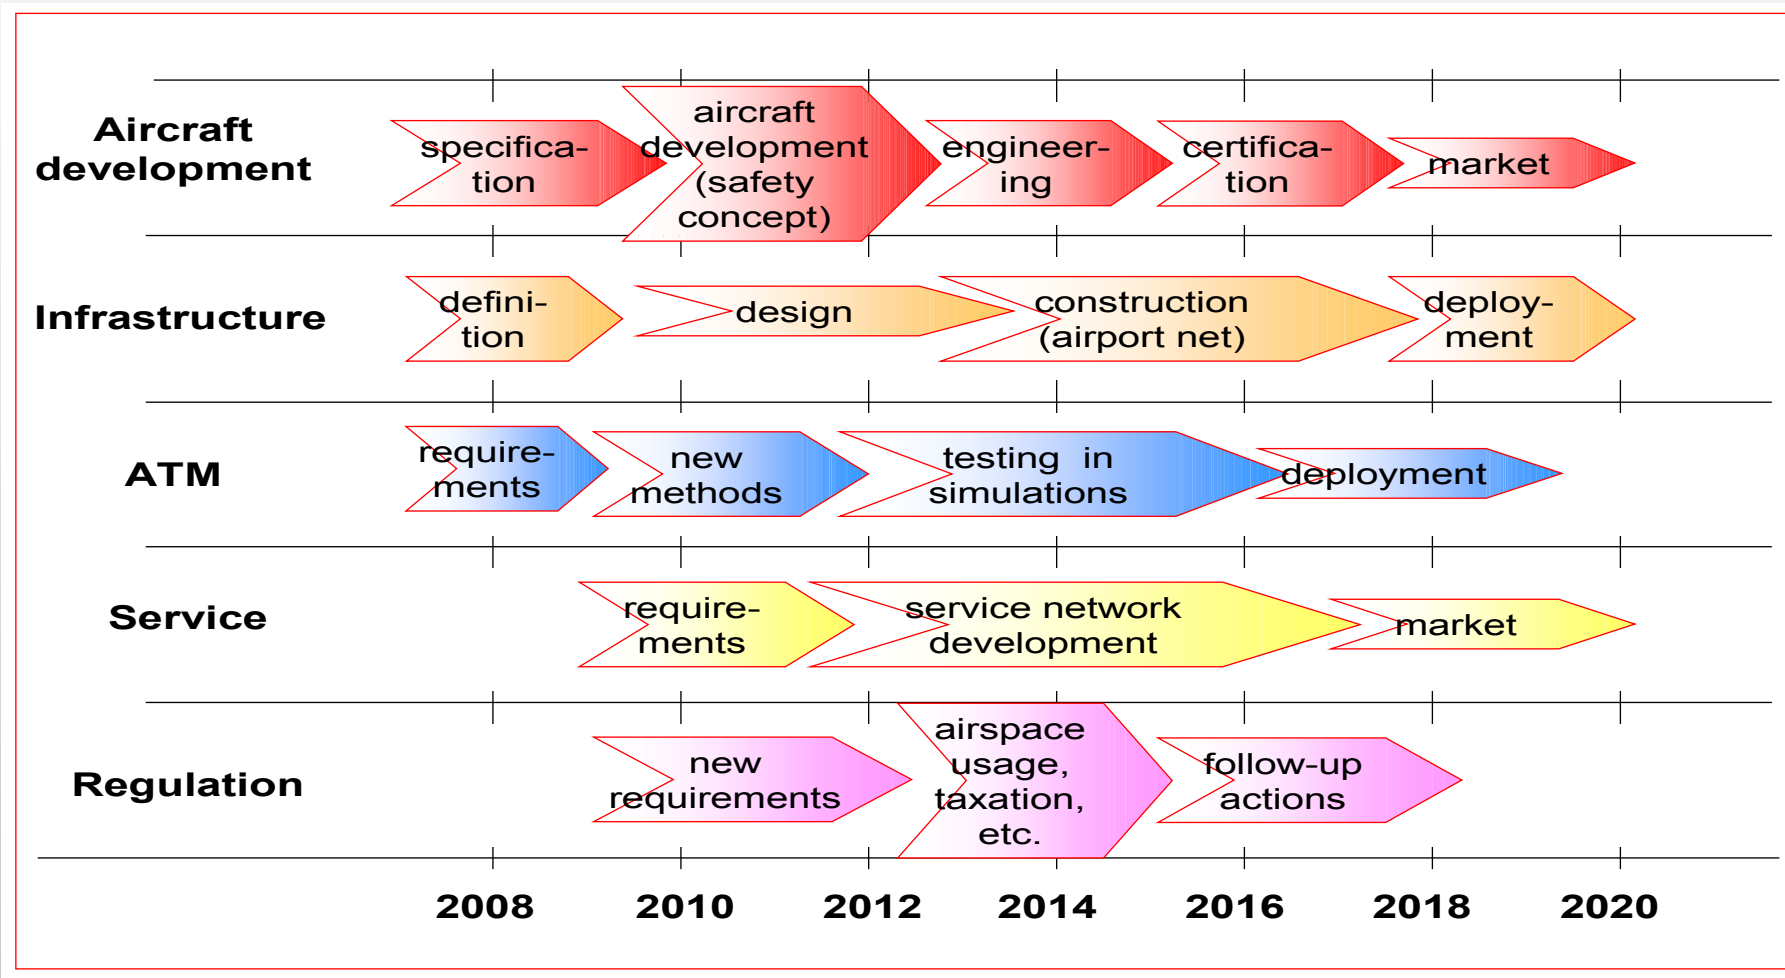 Aircraft
development
specifica-
tion
aircraft
development
(safety
concept)
engineer-
ing
certifica-
tion
market
Infrastructure
defini-
tion
design
construction
(airport net)
deploy-
ment
ATM
require-
ments
new
methods
testing in
simulations
deployment
Service
require-
ments
service network
development
market
Regulation
new
requirements
airspace
usage,
taxation,
etc.
follow-up
actions
2008 2010 2012 2014 2016 2018 2020